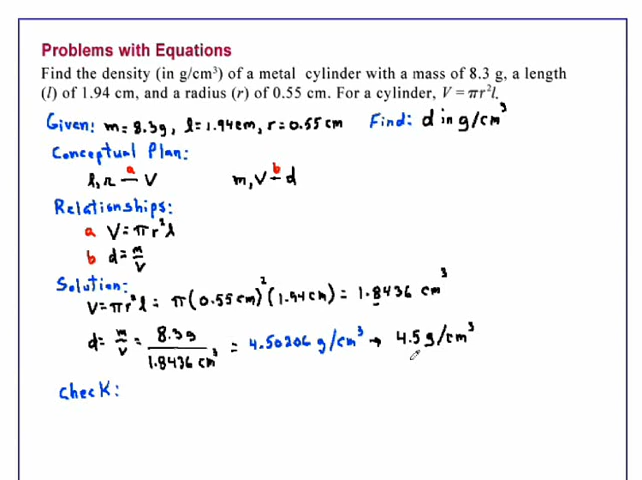 Problems with Equations
Find the density (in g/cm³) of a metal cylinder with a mass of 8.3 g, a length
(l) of 1.94 cm, and a radius (r) of 0.55 cm. For a cylinder, V = πr²l.
Given: m = 8.3g, l = 1.94cm, r = 0.55 cm Find: d in g/cm³
Conceptual Plan:
l, r —a— V m, V —b— d
Relationships:
a V = πr²l
b d = m/V
Solution:
V = πr²l = π(0.55 cm)²(1.94 cm) = 1.8436 cm³
d = m/V = 8.3g / 1.8436 cm³ = 4.50206 g/cm³ → 4.5 g/cm³
Check: